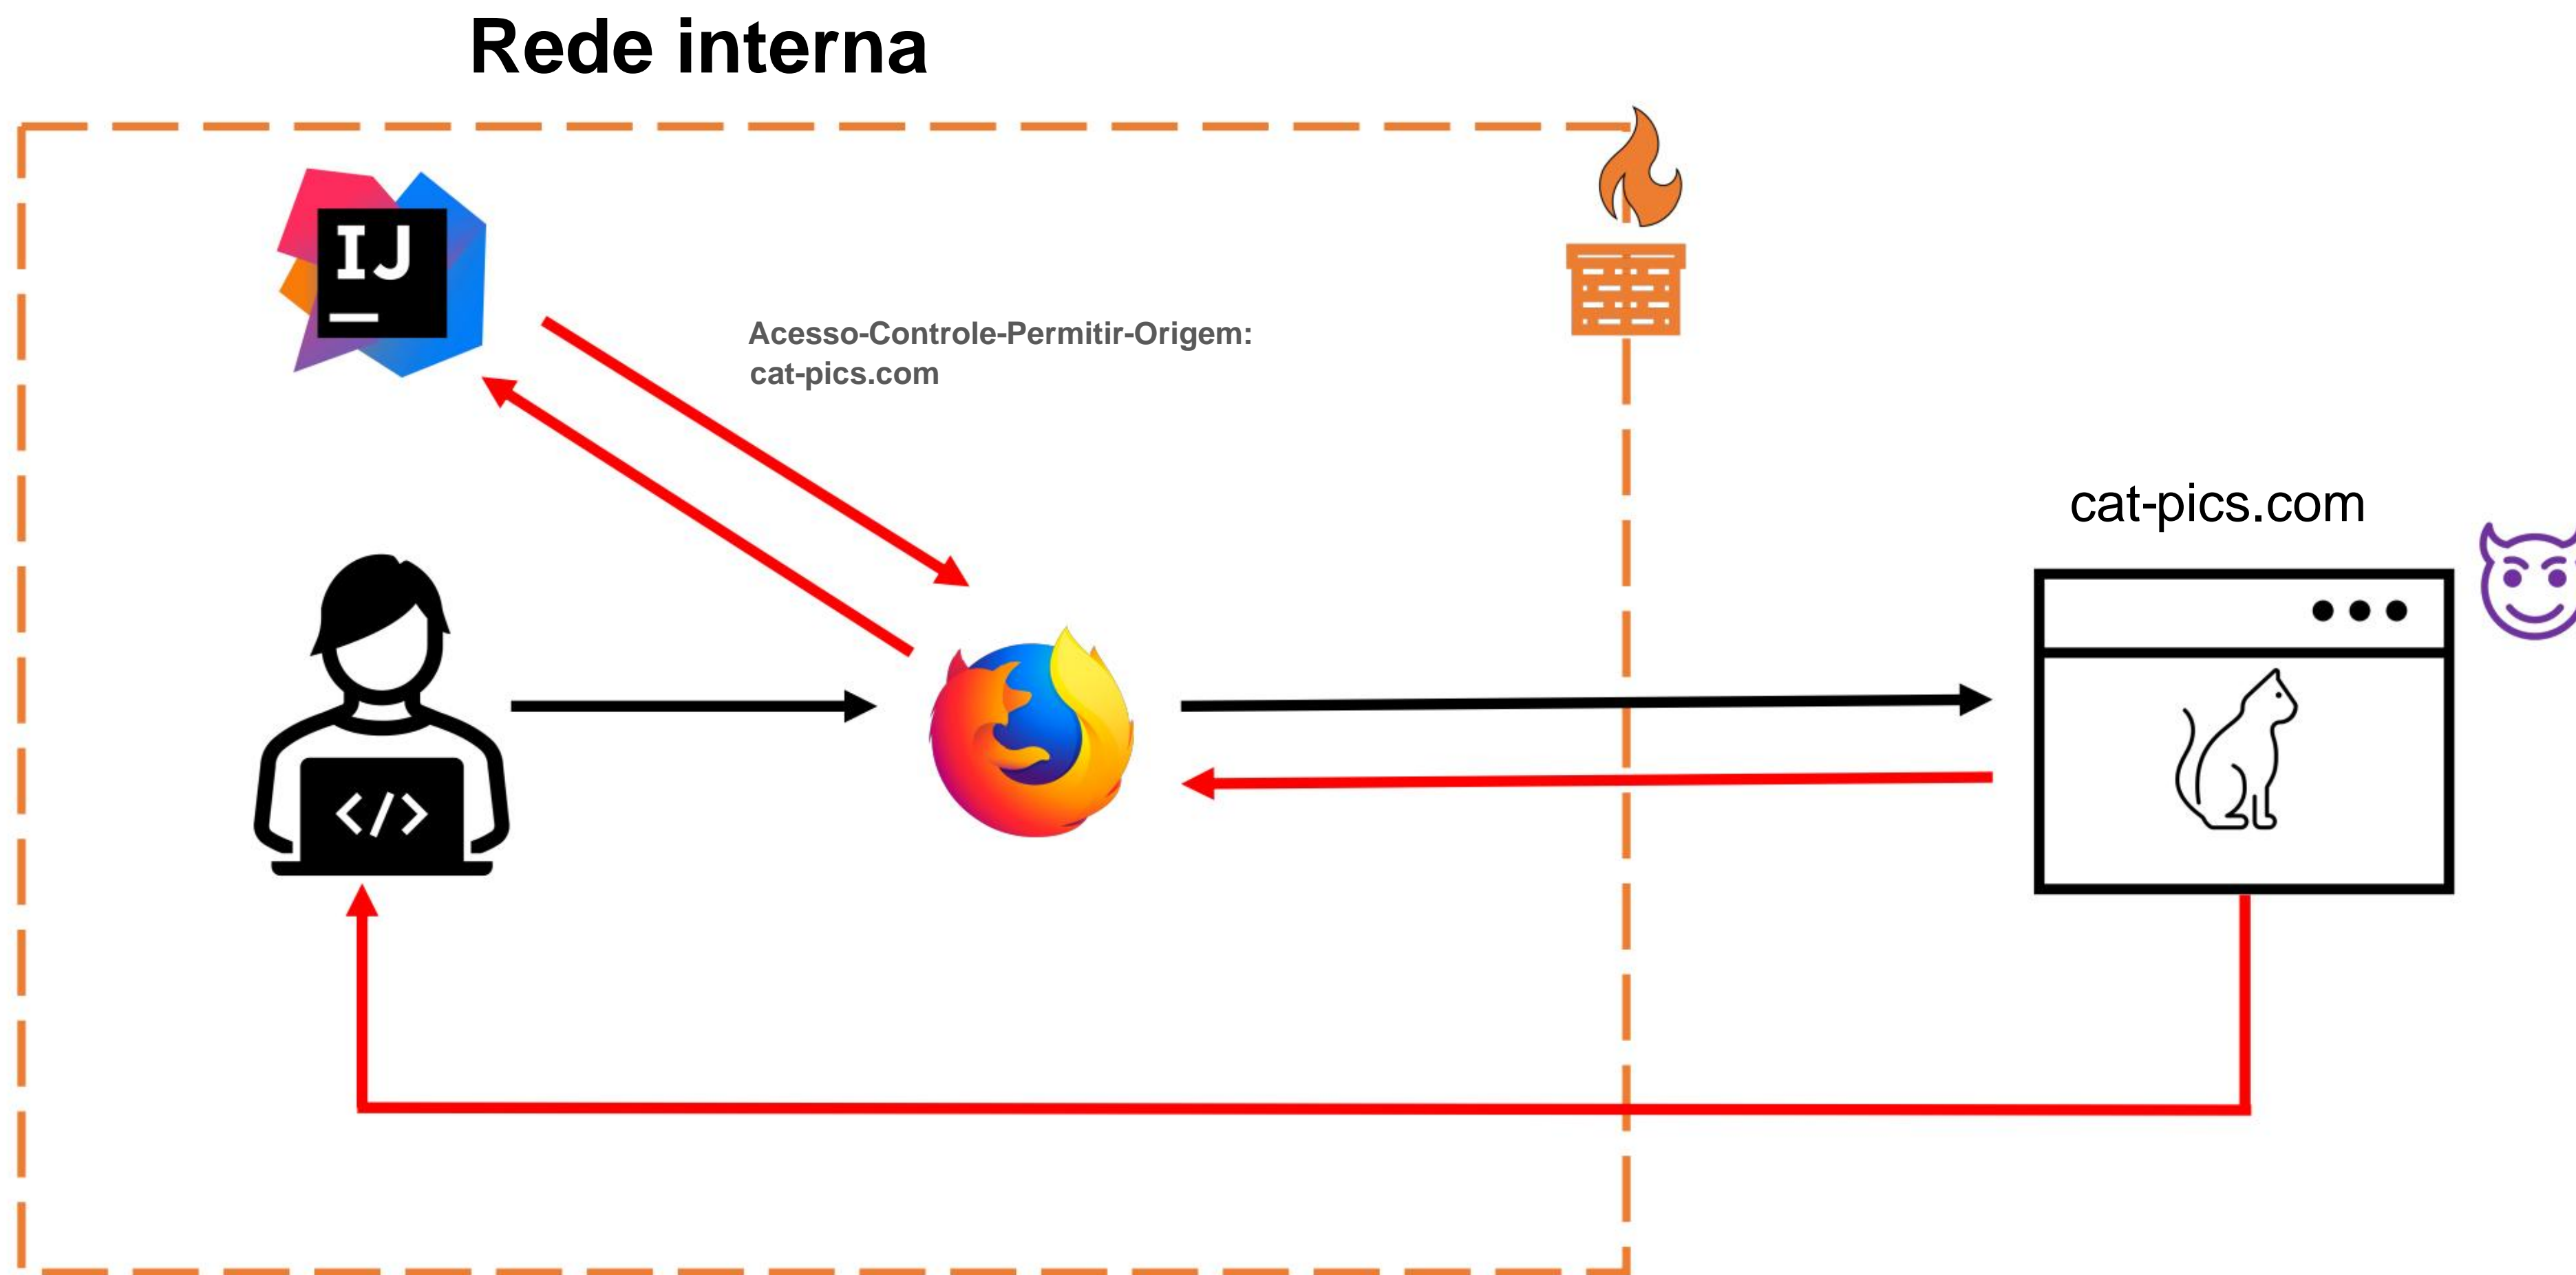 Rede interna
IJ
Acesso-Controle-Permitir-Origem:
cat-pics.com
cat-pics.com
</>